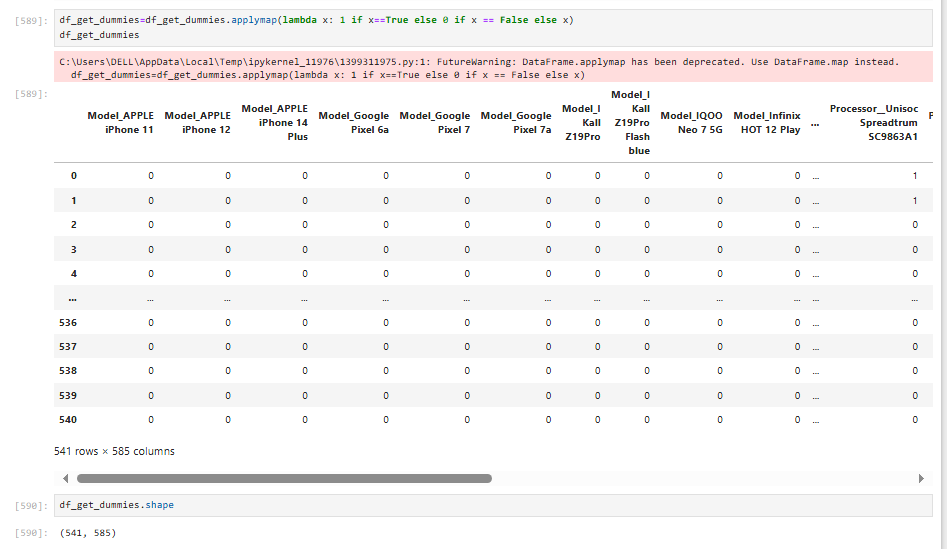 [589]: df_get_dummies=df_get_dummies.applymap(lambda x: 1 if x==True else 0 if x == False else x)
df_get_dummies
C:\Users\DELL\AppData\Local\Temp\ipykernel_11976\1399311975.py:1: FutureWarning: DataFrame.applymap has been deprecated. Use DataFrame.map instead.
df_get_dummies=df_get_dummies.applymap(lambda x: 1 if x==True else 0 if x == False else x)
[589]:
Model_APPLE iPhone 11 Model_APPLE iPhone 12 Model_APPLE iPhone 14 Plus Model_Google Pixel 6a Model_Google Pixel 7 Model_Google Pixel 7a Model_I Kall Z19Pro Model_I Kall Z19Pro Flash blue Model_IQOO Neo 7 5G Model_Infinix HOT 12 Play ... Processor__Unisoc Spreadtrum SC9863A1 P
0 0 0 0 0 0 0 0 0 0 0 ... 1
1 0 0 0 0 0 0 0 0 0 0 ... 1
2 0 0 0 0 0 0 0 0 0 0 ... 0
3 0 0 0 0 0 0 0 0 0 0 ... 0
4 0 0 0 0 0 0 0 0 0 0 ... 0
... ... ... ... ... ... ... ... ... ... ... ... ...
536 0 0 0 0 0 0 0 0 0 0 ... 0
537 0 0 0 0 0 0 0 0 0 0 ... 0
538 0 0 0 0 0 0 0 0 0 0 ... 0
539 0 0 0 0 0 0 0 0 0 0 ... 0
540 0 0 0 0 0 0 0 0 0 0 ... 0
541 rows × 585 columns
[590]: df_get_dummies.shape
[590]: (541, 585)